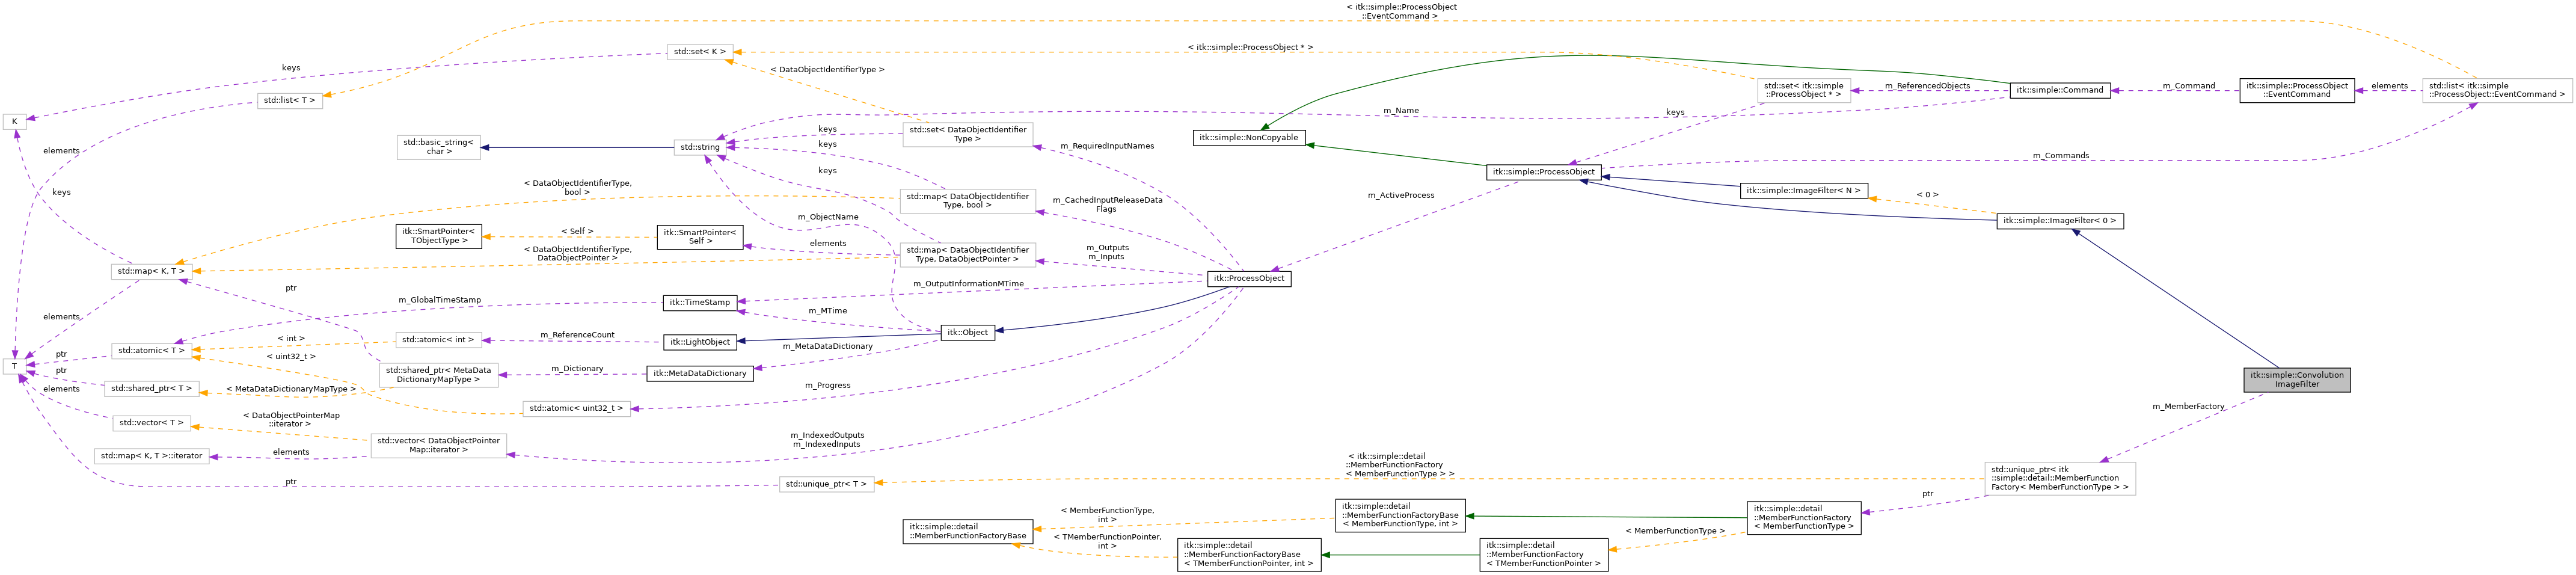 < itk::simple::ProcessObject
::EventCommand >
std::set< K >
< itk::simple::ProcessObject * >
keys
< DataObjectIdentifierType >
std::list< T >
std::set< itk::simple
::ProcessObject * >
m_ReferencedObjects
itk::simple::Command
m_Command
itk::simple::ProcessObject
::EventCommand
elements
std::list< itk::simple
::ProcessObject::EventCommand >
m_Name
keys
K
std::set< DataObjectIdentifier
Type >
keys
itk::simple::NonCopyable
std::basic_string<
char >
std::string
keys
m_RequiredInputNames
elements
m_Commands
keys
itk::simple::ProcessObject
keys
< DataObjectIdentifierType,
bool >
std::map< DataObjectIdentifier
Type, bool >
m_CachedInputReleaseData
Flags
m_ActiveProcess
itk::simple::ImageFilter< N >
< 0 >
m_ObjectName
itk::simple::ImageFilter< 0 >
itk::SmartPointer<
TObjectType >
< Self >
itk::SmartPointer<
Self >
elements
std::map< DataObjectIdentifier
Type, DataObjectPointer >
m_Outputs
m_Inputs
< DataObjectIdentifierType,
DataObjectPointer >
std::map< K, T >
itk::ProcessObject
ptr
m_OutputInformationMTime
m_GlobalTimeStamp
itk::TimeStamp
elements
m_MTime
itk::Object
< int >
std::atomic< int >
m_ReferenceCount
itk::LightObject
m_MetaDataDictionary
std::atomic< T >
ptr
< uint32_t >
T
ptr
std::shared_ptr< MetaData
DictionaryMapType >
m_Dictionary
itk::MetaDataDictionary
itk::simple::Convolution
ImageFilter
elements
std::shared_ptr< T >
< MetaDataDictionaryMapType >
m_Progress
std::atomic< uint32_t >
m_MemberFactory
std::vector< T >
< DataObjectPointerMap
::iterator >
std::vector< DataObjectPointer
Map::iterator >
m_IndexedOutputs
m_IndexedInputs
std::map< K, T >::iterator
elements
< itk::simple::detail
::MemberFunctionFactory
< MemberFunctionType > >
std::unique_ptr< itk
::simple::detail::MemberFunction
Factory< MemberFunctionType > >
ptr
std::unique_ptr< T >
ptr
itk::simple::detail
::MemberFunctionFactoryBase
< MemberFunctionType,
int >
itk::simple::detail
::MemberFunctionFactoryBase
< MemberFunctionType, int >
itk::simple::detail
::MemberFunctionFactory
< MemberFunctionType >
< TMemberFunctionPointer,
int >
itk::simple::detail
::MemberFunctionFactoryBase
< TMemberFunctionPointer, int >
itk::simple::detail
::MemberFunctionFactory
< TMemberFunctionPointer >
< MemberFunctionType >